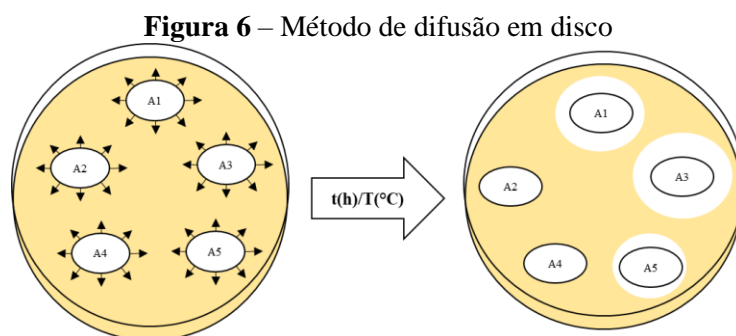 Figura 6 – Método de difusão em disco
A1
A2
A3
A4
A5
t(h)/T(°C)
A1
A2
A3
A4
A5